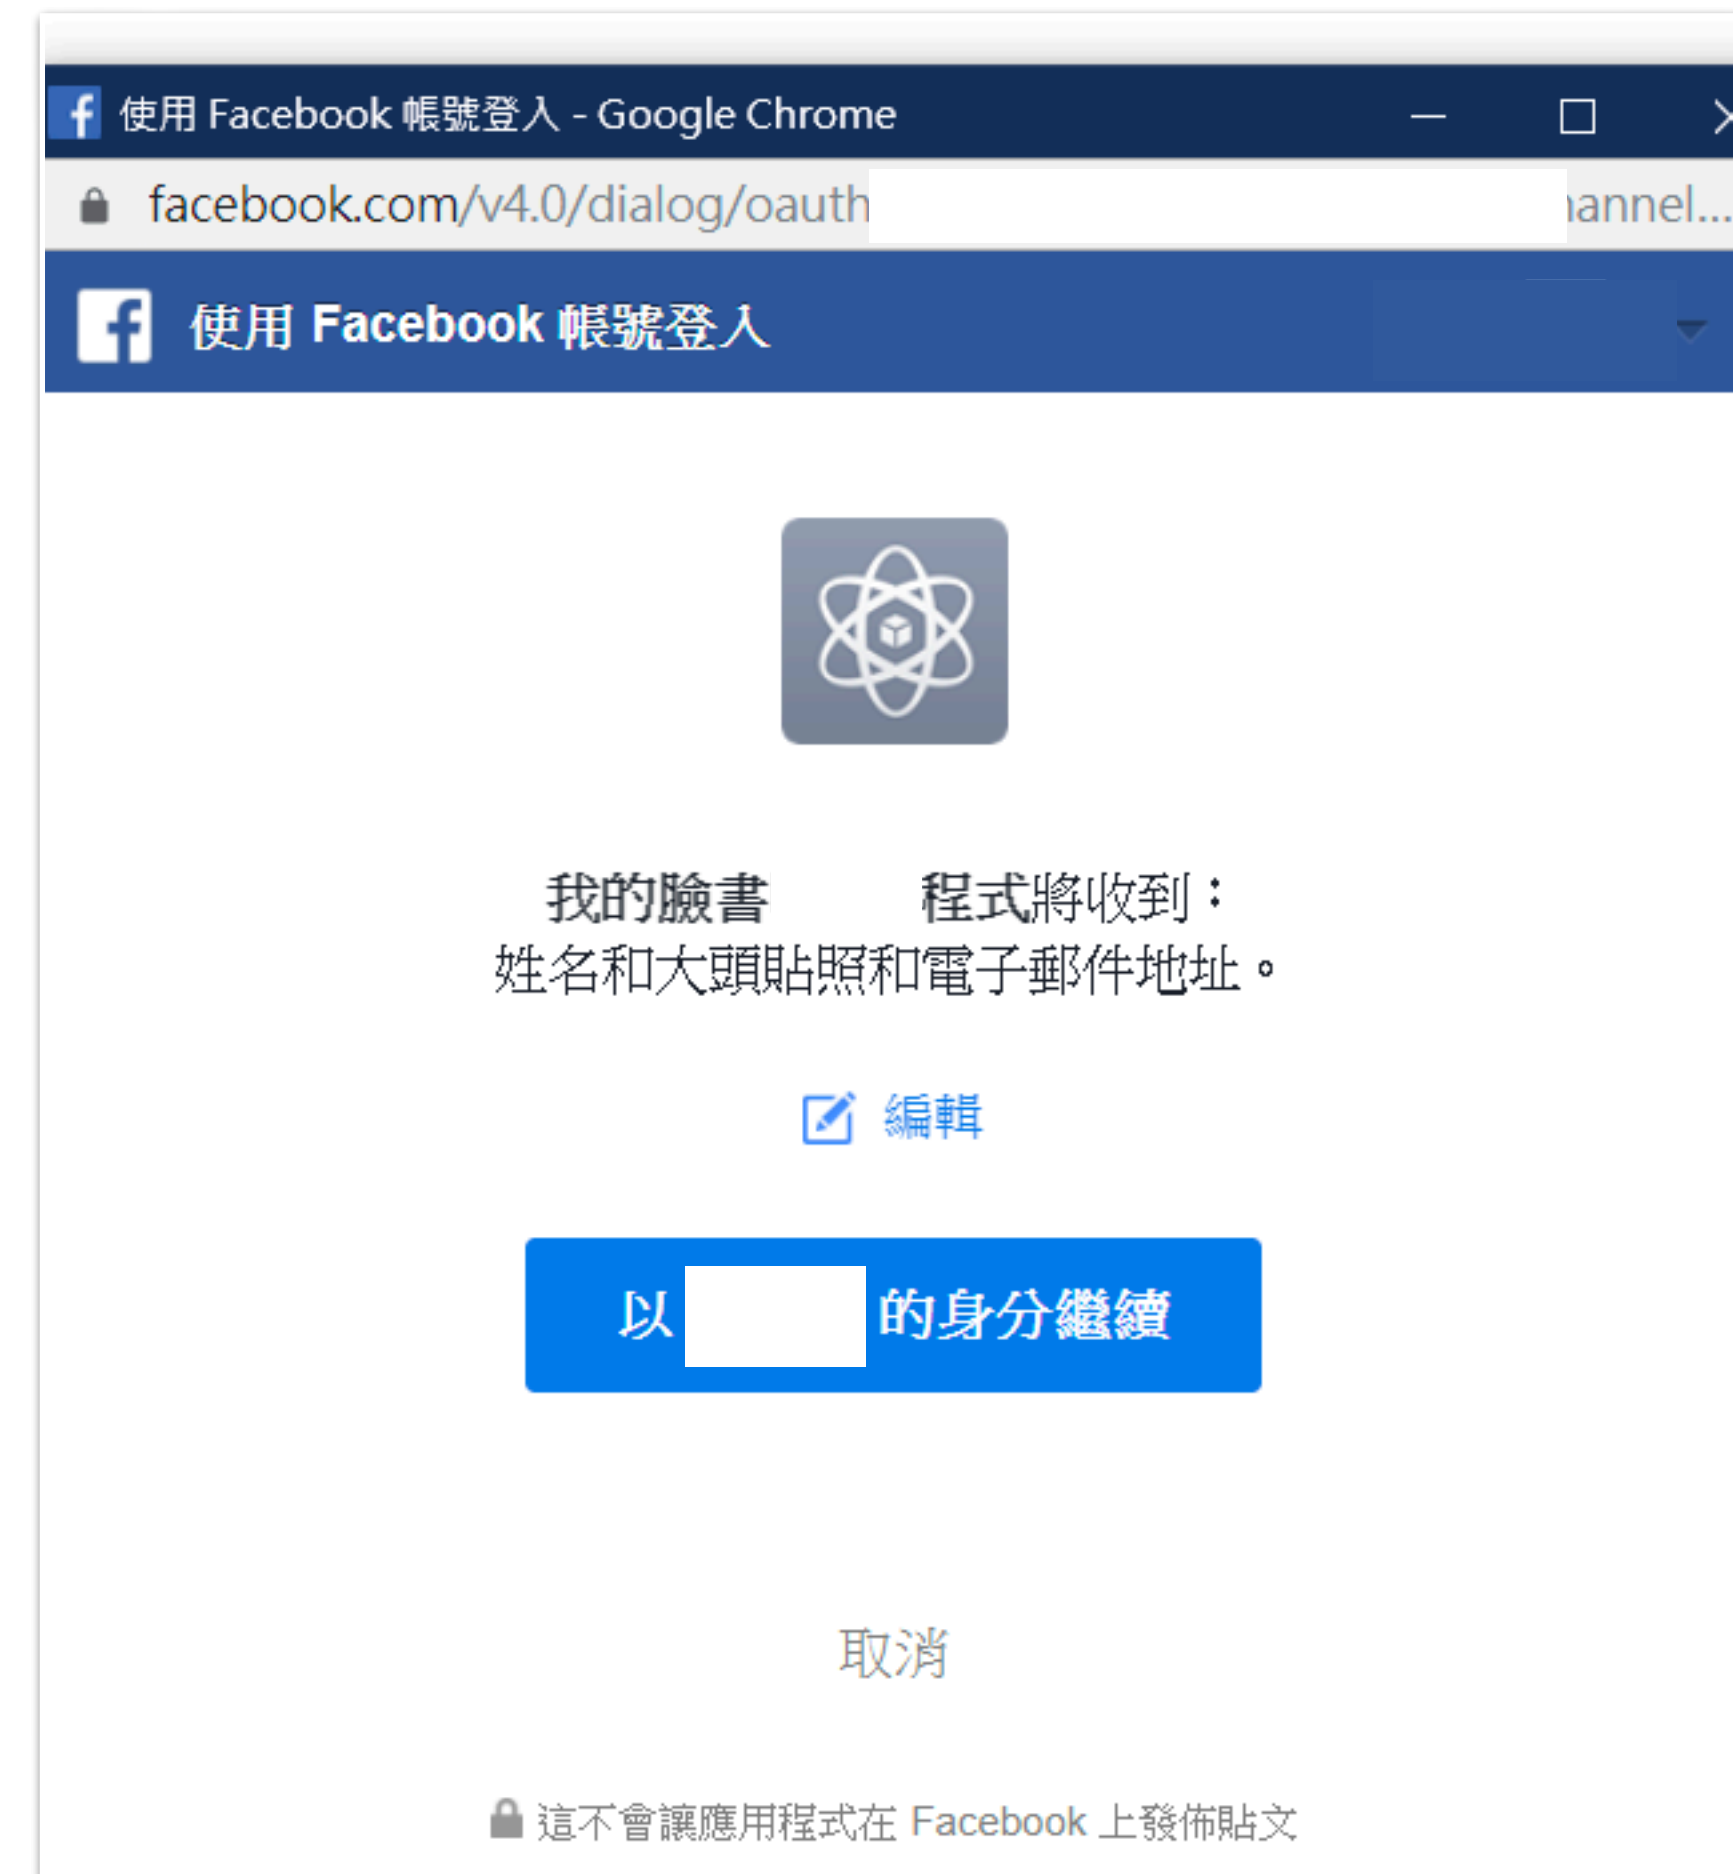 使用 Facebook 帳號登入 - Google Chrome
facebook.com/v4.0/dialog/oauth hannel...
使用 Facebook 帳號登入
我的臉書 程式將收到：
姓名和大頭貼照和電子郵件地址。
編輯
以 的身分繼續
取消
這不會讓應用程式在 Facebook 上發佈貼文